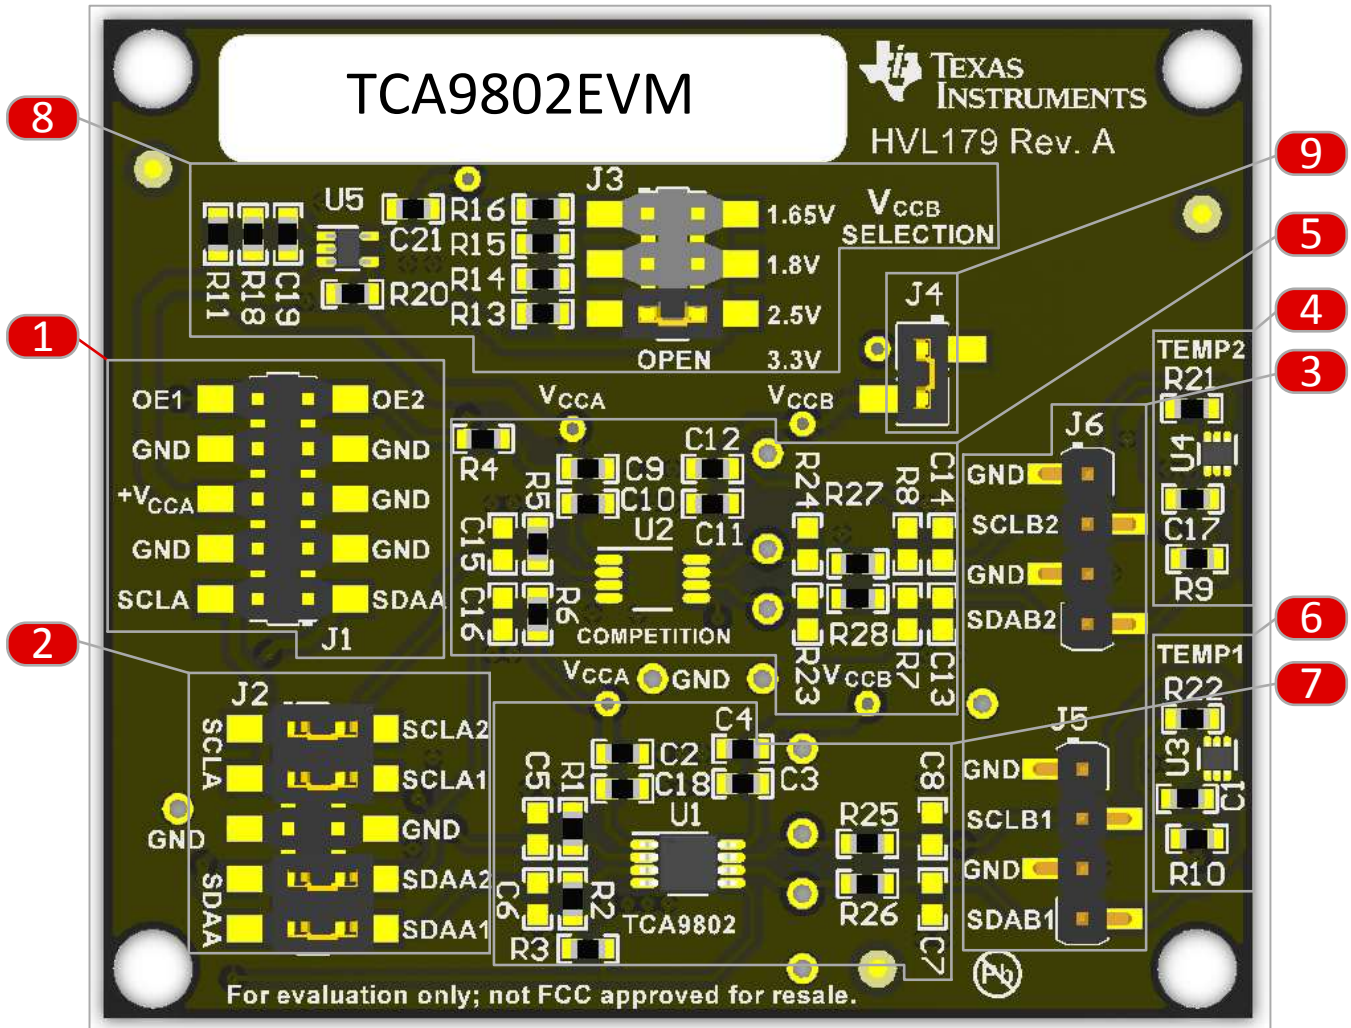 TCA9802EVM
TEXAS
INSTRUMENTS
HVL179 Rev. A
8
9
5
4
3
1
2
6
7
U5
C21
R11
R18
C19
R20
R16
R15
R14
R13
J3
1.65V
1.8V
2.5V
OPEN 3.3V
VCCB
SELECTION
J4
OE1
OE2
GND
GND
+VCCA
GND
GND
GND
SCLA
SDAA
J1
VCCA
VCCB
R4
R5
C9
C10
C12
C11
U2
C15
C16
R6
COMPETITION
R24
R27
R8
C14
R28
R23
R7
C13
VCCA
GND
VCCB
J6
GND
SCLB2
GND
SDAB2
TEMP2
R21
U4
C17
R9
TEMP1
R22
U3
C1
R10
J2
SCLA
SCLA2
SCLA1
GND
GND
SDAA
SDAA2
SDAA1
C5
R1
C2
C18
C4
C3
U1
C6
R2
R3
TCA9802
R25
R26
C8
C7
J5
GND
SCLB1
GND
SDAB1
Pb
For evaluation only; not FCC approved for resale.